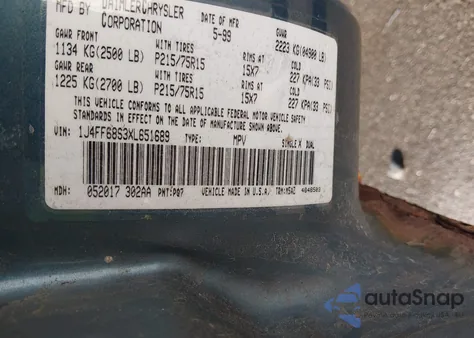 MFD BY DAIMLERCHRYSLER CORPORATION DATE OF MFR 5-99 GVWR 2223 KG(04900 LB)
GAWR FRONT WITH TIRES RIMS AT COLD
1134 KG(2500 LB) P215/75R15 15X7 227 KPA(33 PSI)
GAWR REAR WITH TIRES RIMS AT COLD
1225 KG(2700 LB) P215/75R15 15X7 227 KPA(33 PSI)
THIS VEHICLE CONFORMS TO ALL APPLICABLE FEDERAL MOTOR VEHICLE SAFETY
STANDARDS IN EFFECT ON THE DATE OF MANUFACTURE SHOWN ABOVE.
VIN: 1J4FF68S3XL651689 TYPE: MPV SINGLE X DUAL
MDH: 052017 302AA PNT: PQ7 VEHICLE MADE IN U.S.A. TRM:
autoSnap